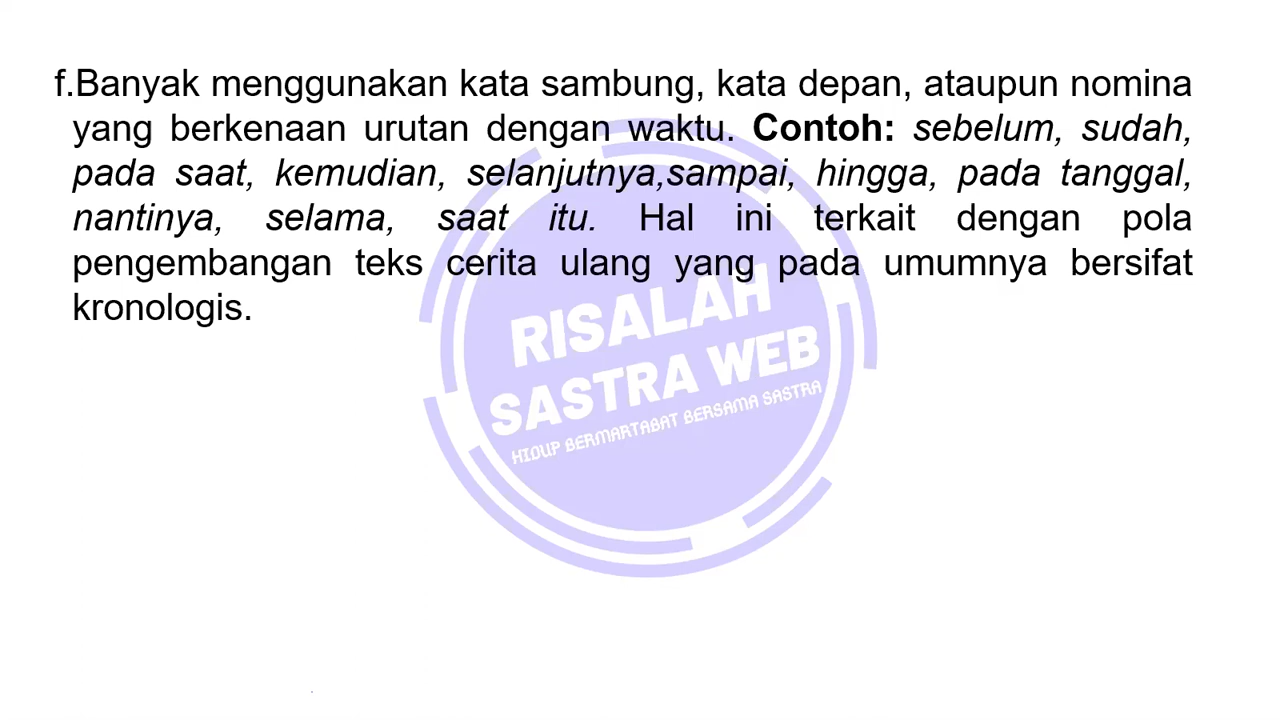 f.Banyak menggunakan kata sambung, kata depan, ataupun nomina
yang berkenaan urutan dengan waktu. Contoh: sebelum, sudah,
pada saat, kemudian, selanjutnya,sampai, hingga, pada tanggal,
nantinya, selama, saat itu. Hal ini terkait dengan pola
pengembangan teks cerita ulang yang pada umumnya bersifat
kronologis.
RISALAH
SASTRA WEB
HIDUP BERMARTABAT BERSAMA SASTRA